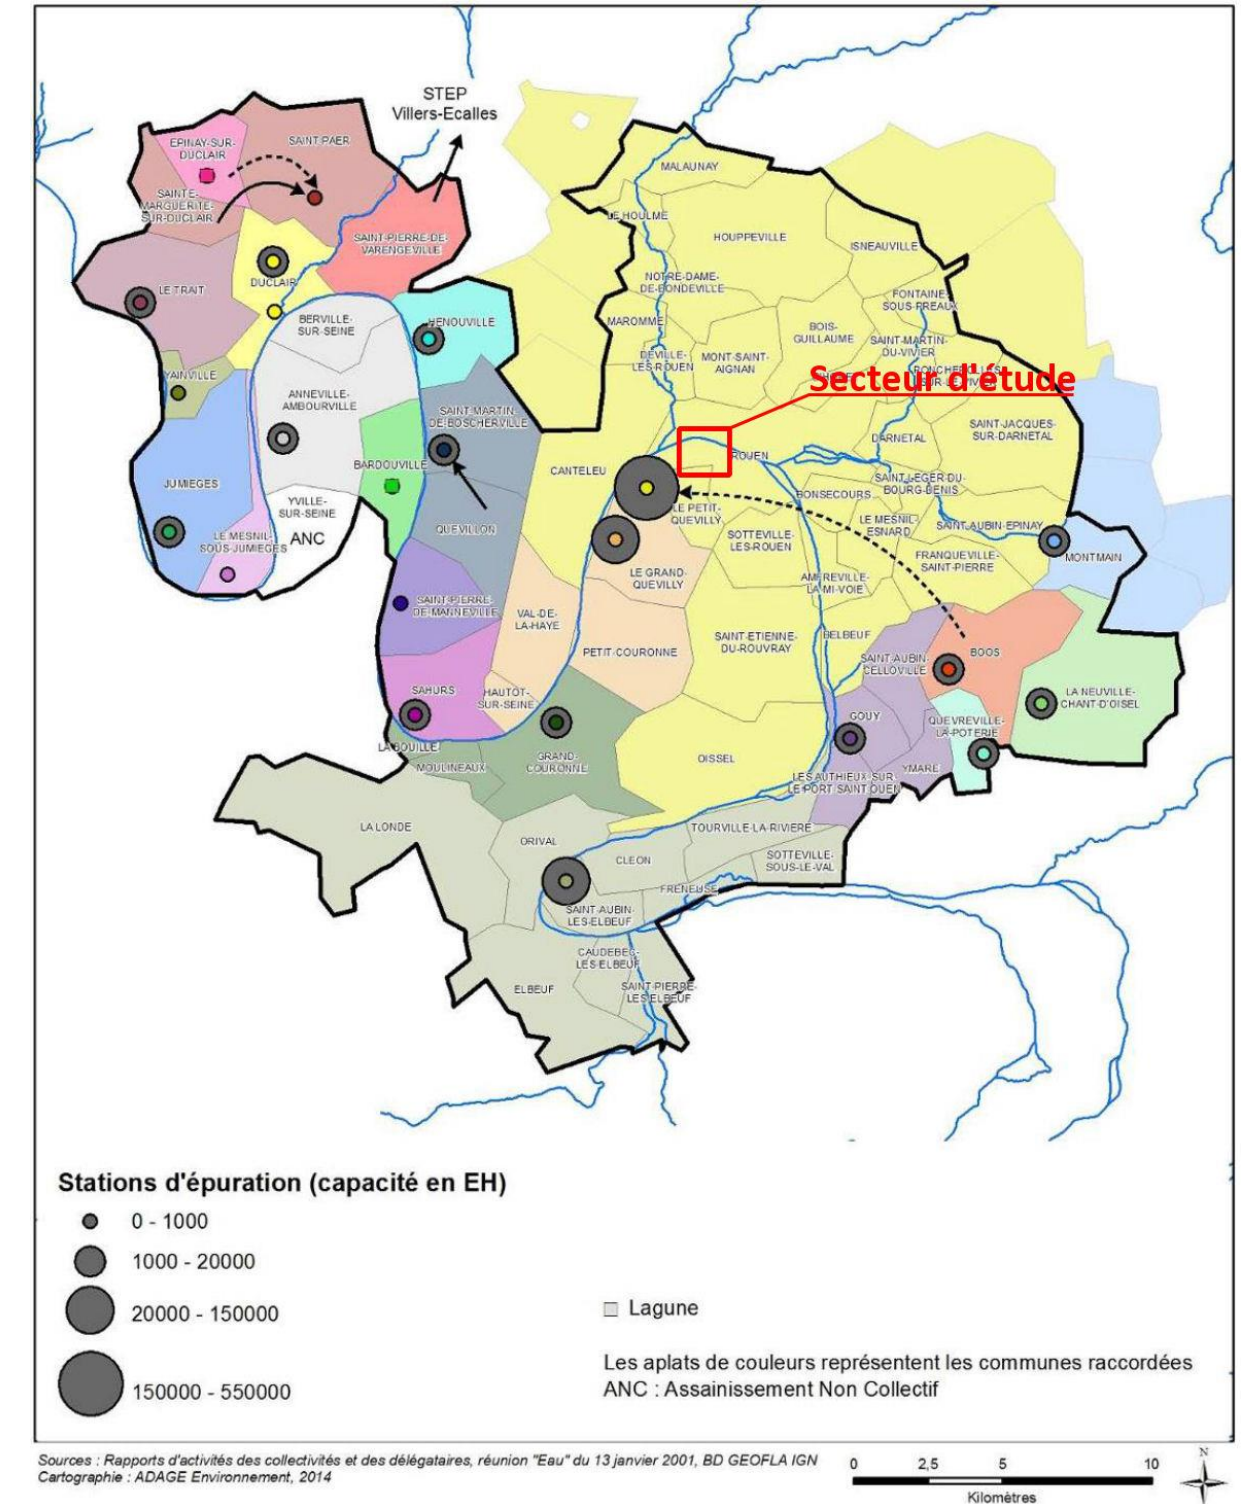 STEP
Villers-Ecalles
EPINAY-SUR-
DUCLAIR
SAINT-PAER
SAINTE-
MARGUERITE-
SUR-DUCLAIR
SAINT-PIERRE-DE-
VARENGEVILLE
LE TRAIT
DUCLAIR
BERVILLE-
SUR-SEINE
HENOUVILLE
YAINVILLE
ANNEVILLE-
AMBOURVILLE
SAINT-MARTIN
DE-BOSCHERVILLE
BARDOUVILLE
JUMIEGES
YVILLE-
SUR-SEINE
ANC
LE MESNIL-
SOUS-JUMIEGES
QUEVILLON
SAINT-PIERRE-
DE-MANNEVILLE
SAHURS
HAUTOT-
SUR-SEINE
VAL-DE-
LA-HAYE
LA BOUILLE
MOULINEAUX
GRAND-
COURONNE
MALAUNAY
LE HOULME
HOUPPEVILLE
ISNEAUVILLE
NOTRE-DAME-
DE-BONDEVILLE
FONTAINE-
SOUS-PREAUX
MAROMME
BOIS-
GUILLAUME
SAINT-MARTIN-
DU-VIVIER
DEVILLE-
LES-ROUEN
MONT-SAINT-
AIGNAN
Secteur d'étude
SAINT-JACQUES-
SUR-DARNETAL
DARNETAL
CANTELEU
ROUEN
SAINT-LEGER-DU-
BOURG-DENIS
BONSECOURS
LE PETIT-
QUEVILLY
LE MESNIL-
ESNARD
SAINT-AUBIN-EPINAY
SOTTEVILLE-
LES-ROUEN
MONTMAIN
FRANQUEVILLE-
SAINT-PIERRE
LE GRAND-
QUEVILLY
AMFREVILLE-
LA-MI-VOIE
PETIT-COURONNE
SAINT-ETIENNE-
DU-ROUVRAY
BELBEUF
BOOS
SAINT-AUBIN-
CELLOVILLE
LA NEUVILLE-
CHANT-D'OISEL
GOUY
QUEVREVILLE-
LA-POTERIE
OISSEL
YMARE
LES AUTHIEUX-SUR-
LE PORT SAINT OUEN
LA LONDE
ORIVAL
TOURVILLE-LA-RIVIERE
CLEON
SOTTEVILLE-
SOUS-LE-VAL
FRENEUSE
SAINT-AUBIN-
LES-ELBEUF
CAUDEBEC-
LES-ELBEUF
ELBEUF
SAINT-PIERRE-
LES-ELBEUF
Stations d'épuration (capacité en EH)
0 - 1000
1000 - 20000
20000 - 150000
150000 - 550000
Lagune
Les aplats de couleurs représentent les communes raccordées
ANC : Assainissement Non Collectif
Sources : Rapports d'activités des collectivités et des délégataires, réunion "Eau" du 13 janvier 2001, BD GEOFLA IGN
Cartographie : ADAGE Environnement, 2014
0 2,5 5 10
Kilomètres
N